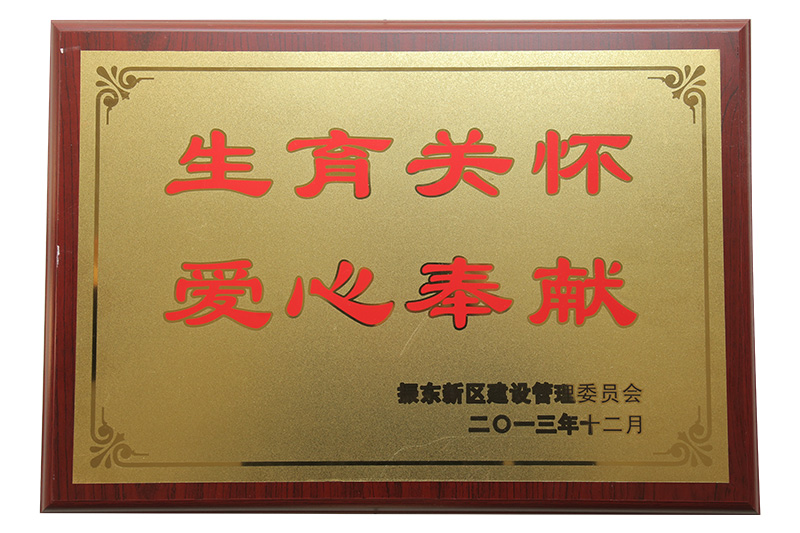 生育关怀
爱心奉献
振东新区建设管理委员会
二〇一三年十二月